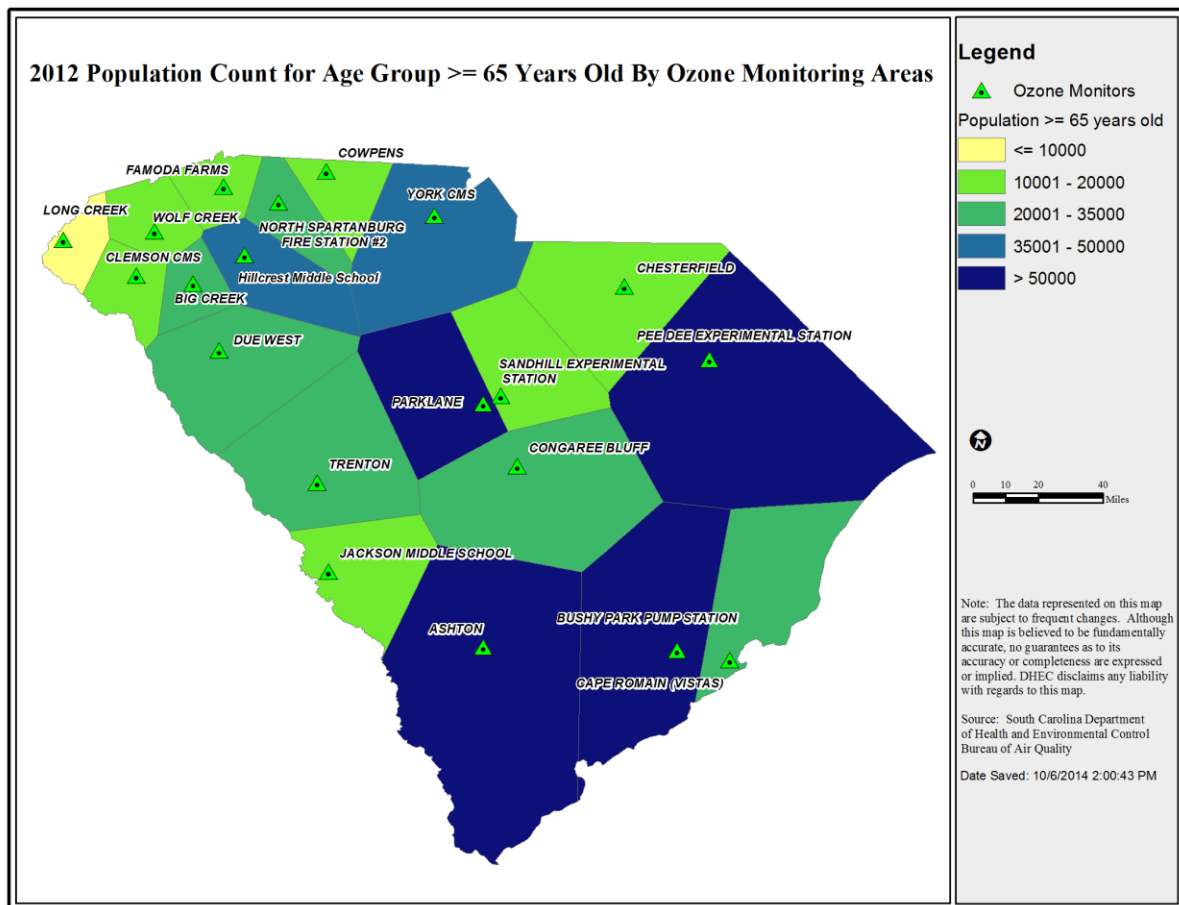 2012 Population Count for Age Group >= 65 Years Old By Ozone Monitoring Areas
COWPENS
FAMODA FARMS
YORK CMS
LONG CREEK
WOLF CREEK
NORTH SPARTANBURG
FIRE STATION #2
CLEMSON CMS
Hillcrest Middle School
CHESTERFIELD
BIG CREEK
PEE DEE EXPERIMENTAL STATION
DUE WEST
SANDHILL EXPERIMENTAL
STATION
PARKLANE
CONGAREE BLUFF
TRENTON
JACKSON MIDDLE SCHOOL
BUSHY PARK PUMP STATION
ASHTON
CAPE ROMAIN (VISTAS)
Legend
Ozone Monitors
Population >= 65 years old
<= 10000
10001 - 20000
20001 - 35000
35001 - 50000
> 50000
N
0 10 20 40
Miles
Note: The data represented on this map
are subject to frequent changes. Although
this map is believed to be fundamentally
accurate, no guarantees as to its
accuracy or completeness are expressed
or implied. DHEC disclaims any liability
with regards to this map.
Source: South Carolina Department
of Health and Environmental Control
Bureau of Air Quality
Date Saved: 10/6/2014 2:00:43 PM